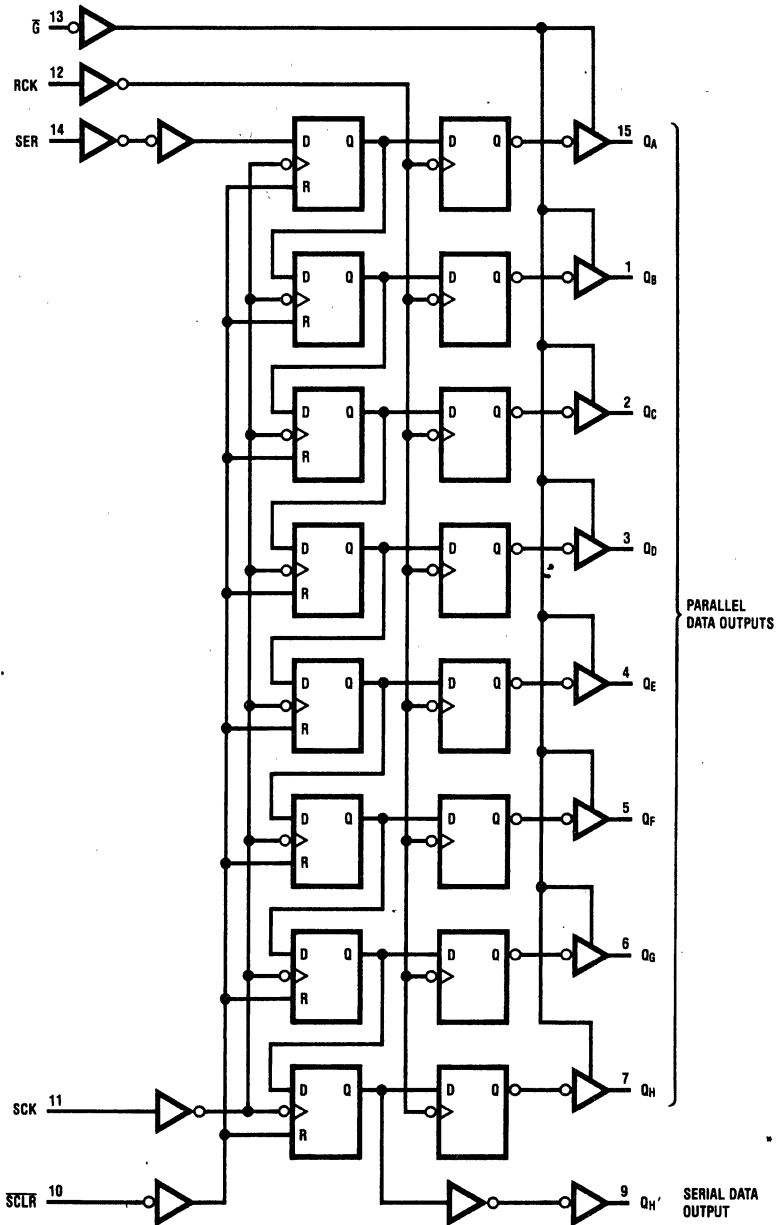 G̅ 13
RCK 12
SER 14
D Q
R
D Q
15 QA
D Q
R
D Q
1 QB
D Q
R
D Q
2 QC
D Q
R
D Q
3 QD
D Q
R
D Q
4 QE
D Q
R
D Q
5 QF
D Q
R
D Q
6 QG
D Q
R
D Q
7 QH
PARALLEL
DATA OUTPUTS
SCK 11
S̅C̅L̅R̅ 10
9 QH'
SERIAL DATA
OUTPUT